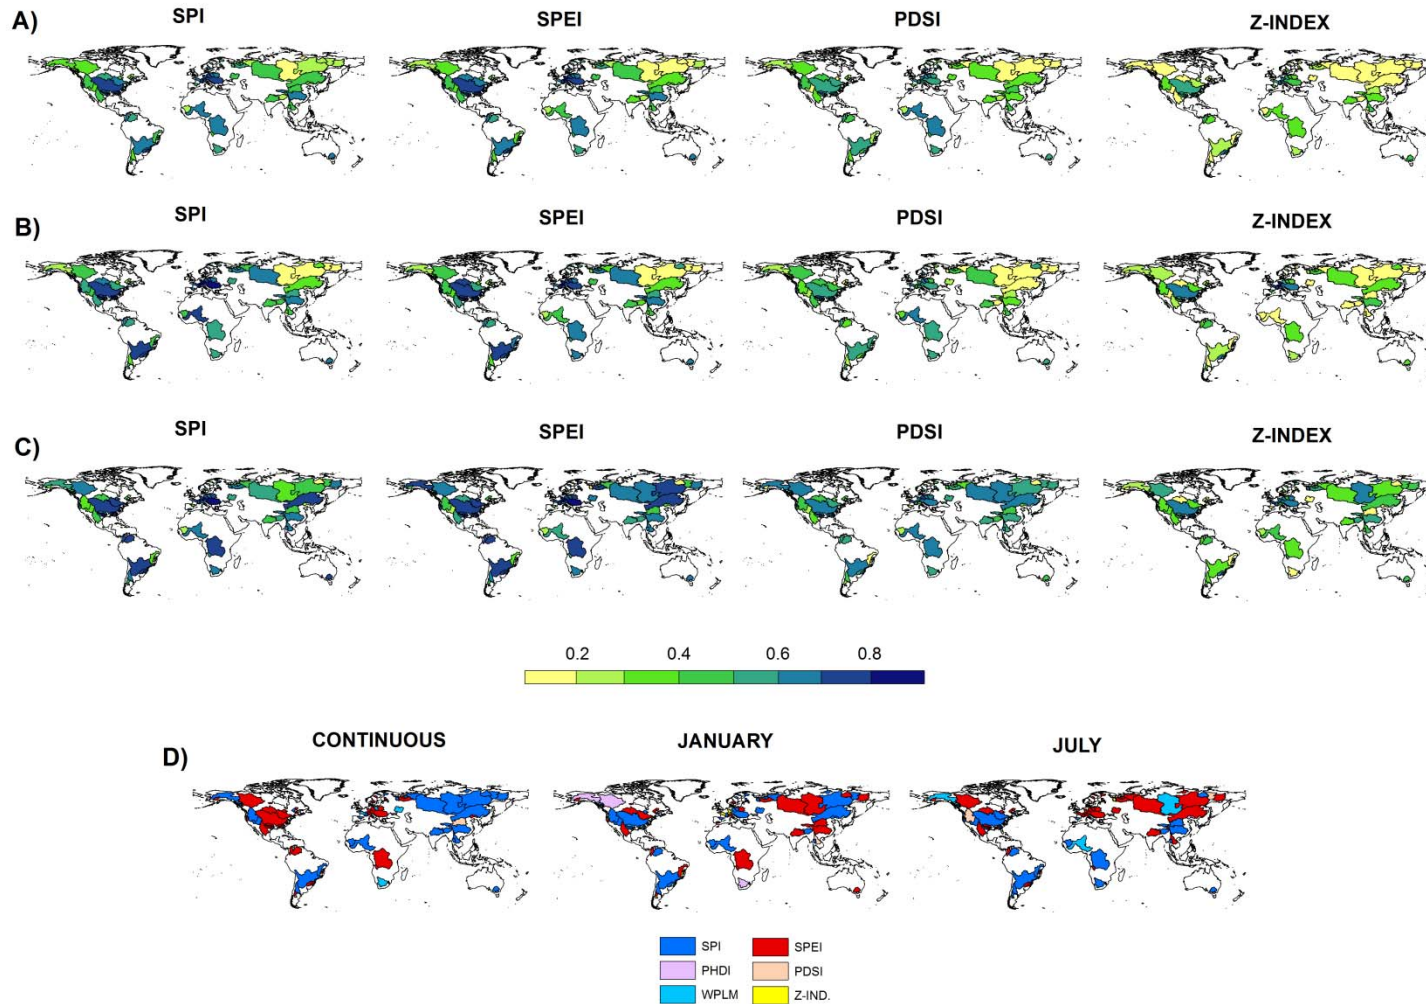 A)
SPI
SPEI
PDSI
Z-INDEX
B)
SPI
SPEI
PDSI
Z-INDEX
C)
SPI
SPEI
PDSI
Z-INDEX
0.2 0.4 0.6 0.8
D)
CONTINUOUS
JANUARY
JULY
SPI SPEI
PHDI PDSI
WPLM Z-IND.